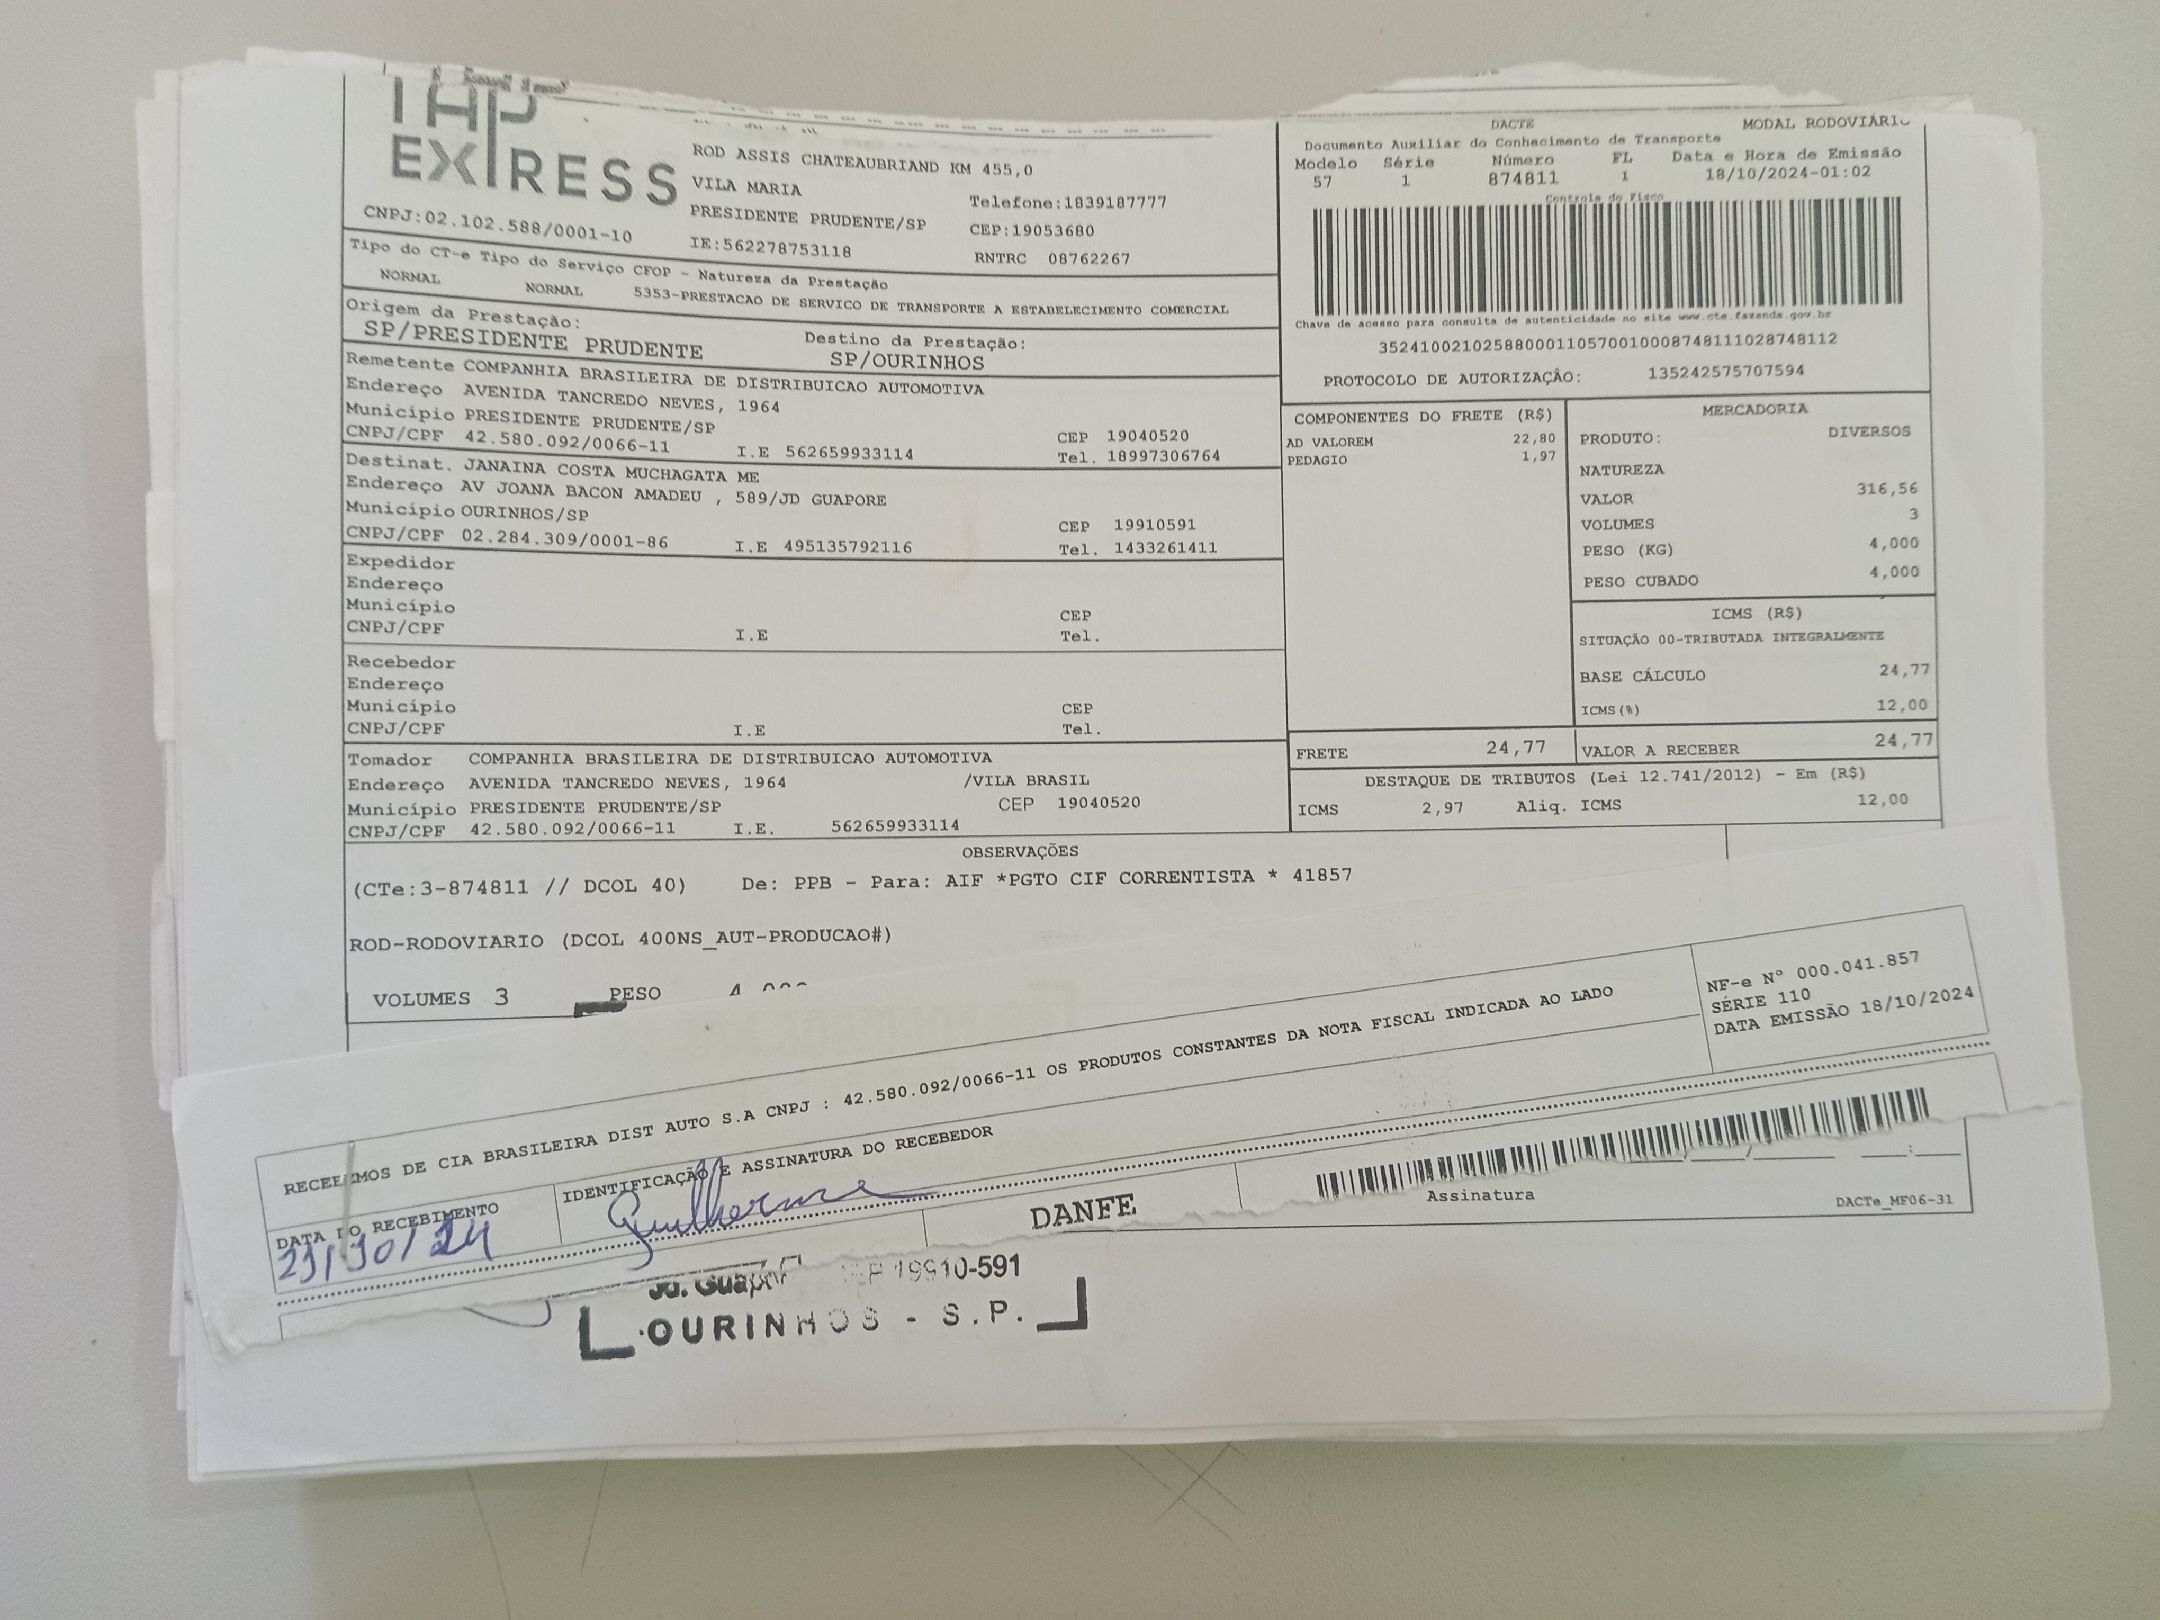 THP
EXPRESS
CNPJ:02.102.588/0001-10
ROD ASSIS CHATEAUBRIAND KM 455,0
VILA MARIA
PRESIDENTE PRUDENTE/SP
IE:562278753118
Telefone:1839187777
CEP:19053680
RNTRC 08762267
DACTE MODAL RODOVIÁRIO
Documento Auxiliar do Conhecimento de Transporte
Modelo Série Número FL Data e Hora de Emissão
57 1 874811 1 18/10/2024-01:02
Controle do Fisco
Chave de acesso para consulta de autenticidade no site www.cte.fazenda.gov.br
35241002102588000110570010008748111028748112
PROTOCOLO DE AUTORIZAÇÃO: 135242575707594
Tipo do CT-e Tipo do Serviço CFOP - Natureza da Prestação
NORMAL NORMAL 5353-PRESTACAO DE SERVICO DE TRANSPORTE A ESTABELECIMENTO COMERCIAL
Origem da Prestação: Destino da Prestação:
SP/PRESIDENTE PRUDENTE SP/OURINHOS
Remetente COMPANHIA BRASILEIRA DE DISTRIBUICAO AUTOMOTIVA
Endereço AVENIDA TANCREDO NEVES, 1964
Município PRESIDENTE PRUDENTE/SP CEP 19040520
CNPJ/CPF 42.580.092/0066-11 I.E 562659933114 Tel. 18997306764
Destinat. JANAINA COSTA MUCHAGATA ME
Endereço AV JOANA BACON AMADEU , 589/JD GUAPORE
Município OURINHOS/SP CEP 19910591
CNPJ/CPF 02.284.309/0001-86 I.E 495135792116 Tel. 1433261411
Expedidor
Endereço
Município CEP
CNPJ/CPF I.E Tel.
Recebedor
Endereço
Município CEP
CNPJ/CPF I.E Tel.
Tomador COMPANHIA BRASILEIRA DE DISTRIBUICAO AUTOMOTIVA
Endereço AVENIDA TANCREDO NEVES, 1964 /VILA BRASIL
Município PRESIDENTE PRUDENTE/SP CEP 19040520
CNPJ/CPF 42.580.092/0066-11 I.E. 562659933114
COMPONENTES DO FRETE (R$)
AD VALOREM 22,80
PEDAGIO 1,97
MERCADORIA
PRODUTO: DIVERSOS
NATUREZA
VALOR 316,56
VOLUMES 3
PESO (KG) 4,000
PESO CUBADO 4,000
ICMS (R$)
SITUAÇÃO 00-TRIBUTADA INTEGRALMENTE
BASE CÁLCULO 24,77
ICMS(%) 12,00
FRETE 24,77 VALOR A RECEBER 24,77
DESTAQUE DE TRIBUTOS (Lei 12.741/2012) - Em (R$)
ICMS 2,97 Aliq. ICMS 12,00
OBSERVAÇÕES
(CTe:3-874811 // DCOL 40) De: PPB - Para: AIF *PGTO CIF CORRENTISTA * 41857
ROD-RODOVIARIO (DCOL 400NS_AUT-PRODUCAO#)
VOLUMES 3 PESO
RECEBEMOS DE CIA BRASILEIRA DIST AUTO S.A CNPJ : 42.580.092/0066-11 OS PRODUTOS CONSTANTES DA NOTA FISCAL INDICADA AO LADO
NF-e Nº 000.041.857
SÉRIE 110
DATA EMISSÃO 18/10/2024
DATA DO RECEBIMENTO IDENTIFICAÇÃO E ASSINATURA DO RECEBEDOR
Guilherme
DANFE
Assinatura
DACTe_MF06-31
Jd. 19910-591
OURINHOS - S.P.